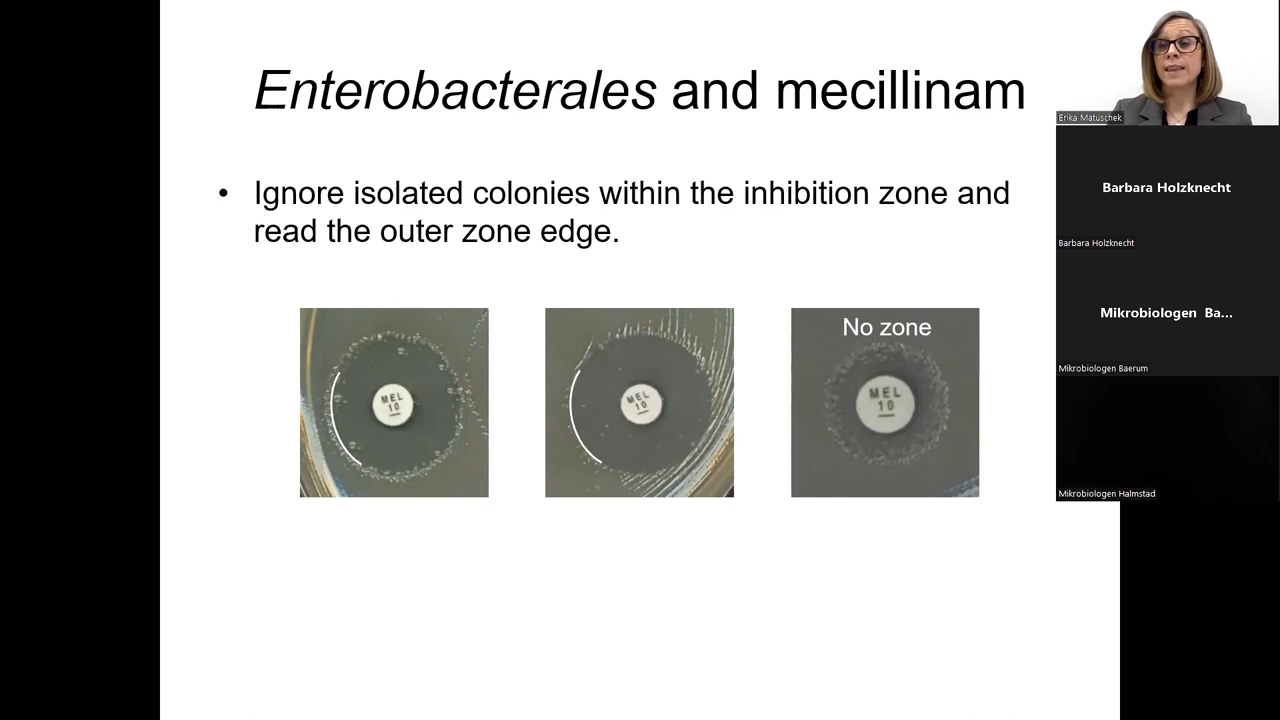 Enterobacterales and mecillinam
• Ignore isolated colonies within the inhibition zone and
read the outer zone edge.
MEL
10
MEL
10
No zone
MEL
10
Erika Matuschek
Barbara Holzknecht
Barbara Holzknecht
Mikrobiologen Ba...
Mikrobiologen Baerum
Mikrobiologen Halmstad